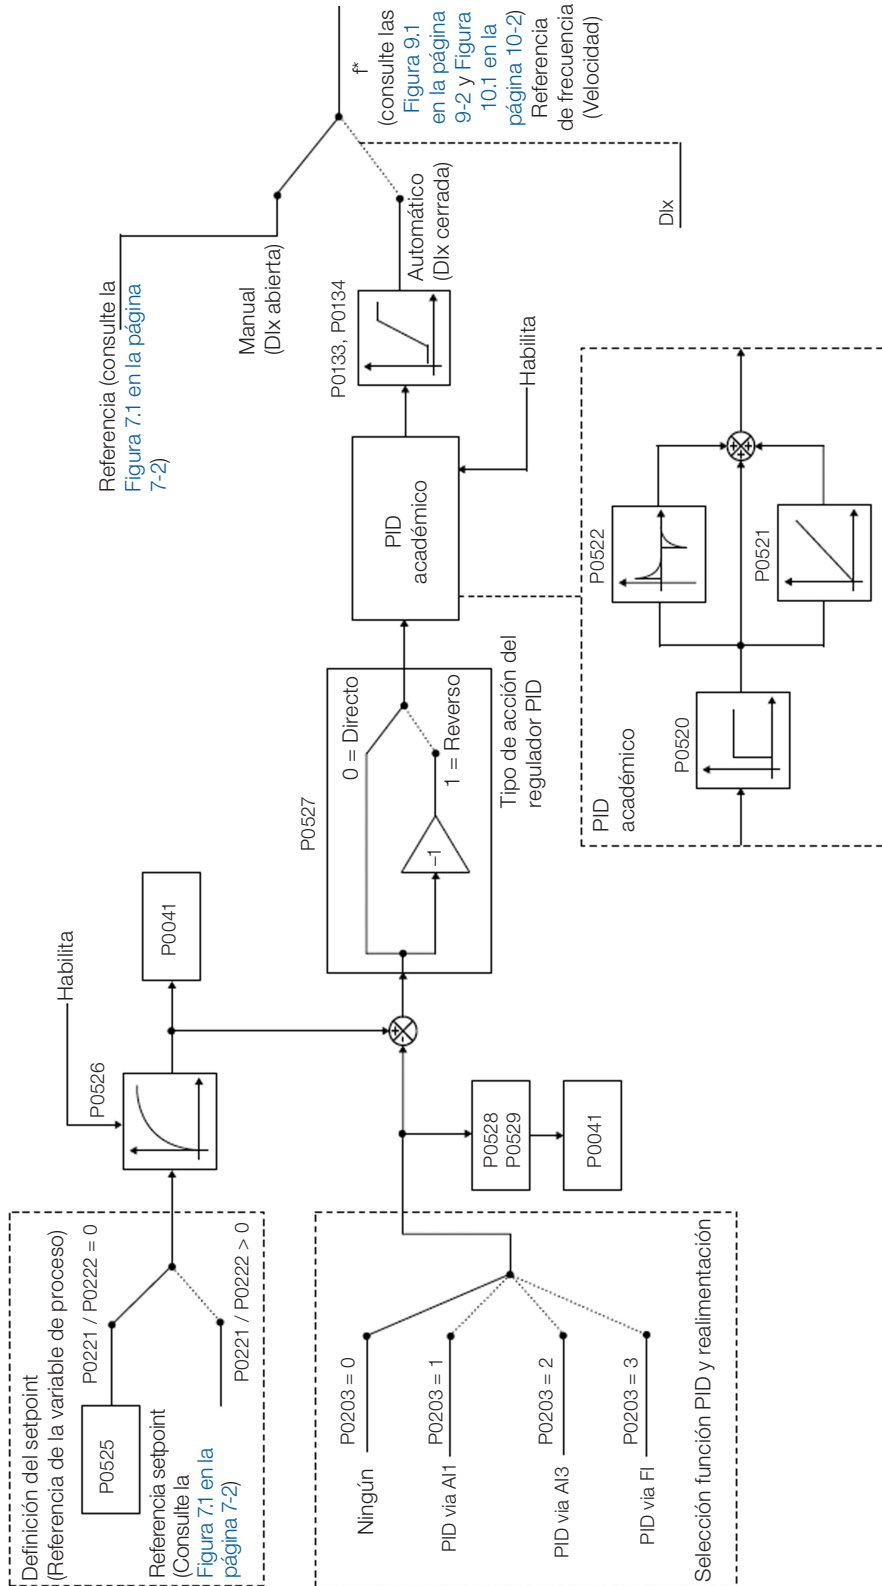 Definición del setpoint
(Referencia de la variable de proceso)
P0525
P0221 / P0222 = 0
Referencia setpoint
(Consulte la
Figura 7.1 en la
página 7-2)
P0221 / P0222 > 0
P0526
Habilita
P0041
Ningún
P0203 = 0
PID via AI1
P0203 = 1
PID via AI3
P0203 = 2
PID via FI
P0203 = 3
Selección función PID y realimentación
P0528
P0529
P0041
+
-
P0527
0 = Directo
-1
1 = Reverso
Tipo de acción del
regulador PID
PID
académico
Habilita
P0133, P0134
Referencia (consulte la
Figura 7.1 en la página
7-2)
Manual
(DIx abierta)
Automático
(DIx cerrada)
DIx
f*
(consulte las
Figura 9.1
en la página
9-2 y Figura
10.1 en la
página 10-2)
Referencia
de frecuencia
(Velocidad)
PID
académico
P0520
P0522
P0521
+
+
+